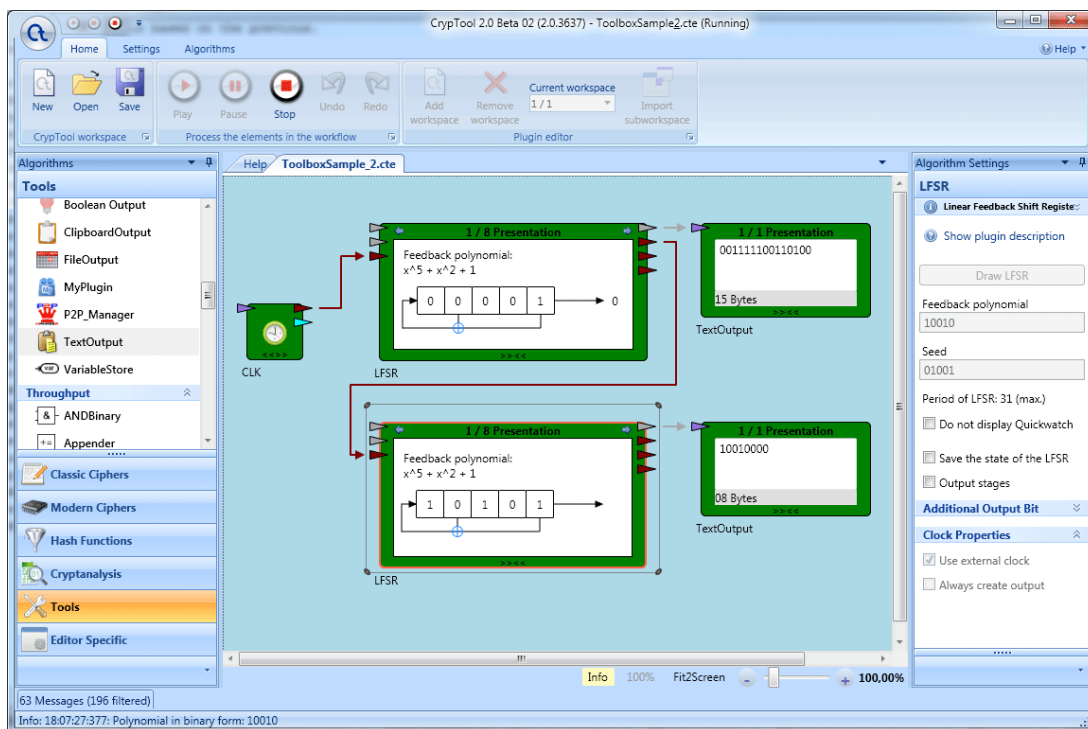 CrypTool 2.0 Beta 02 (2.0.3637) - ToolboxSample2.cte (Running)
Home Settings Algorithms Help
New Open Save Play Pause Stop Undo Redo Add workspace Remove workspace Current workspace 1 / 1 Import subworkspace
CrypTool workspace Process the elements in the workflow Plugin editor
Algorithms
Tools
Boolean Output
ClipboardOutput
FileOutput
MyPlugin
P2P_Manager
TextOutput
VariableStore
Throughput
& ANDBinary
Appender
Classic Ciphers
Modern Ciphers
Hash Functions
Cryptanalysis
Tools
Editor Specific
Help ToolboxSample_2.cte
CLK
1 / 8 Presentation
Feedback polynomial:
x^5 + x^2 + 1
0 0 0 0 1 0
>><<
LFSR
1 / 1 Presentation
001111100110100
15 Bytes
>><<
TextOutput
1 / 8 Presentation
Feedback polynomial:
x^5 + x^2 + 1
1 0 1 0 1
>><<
LFSR
1 / 1 Presentation
10010000
08 Bytes
>><<
TextOutput
Info 100% Fit2Screen - + 100,00%
Algorithm Settings
LFSR
Linear Feedback Shift Registe
Show plugin description
Draw LFSR
Feedback polynomial
10010
Seed
01001
Period of LFSR: 31 (max.)
Do not display Quickwatch
Save the state of the LFSR
Output stages
Additional Output Bit
Clock Properties
Use external clock
Always create output
63 Messages (196 filtered)
Info: 18:07:27:377: Polynomial in binary form: 10010